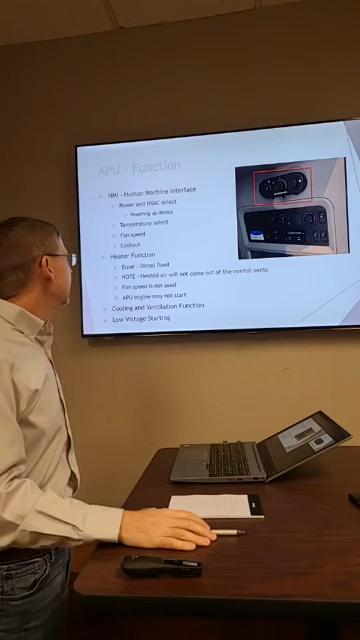 APU - Function
HMI - Human Machine Interface
Power and HVAC select
Powering up device
Temperature select
Fan speed
Lockout
Heater Function
Espar - Diesel fired
NOTE - Heated air will not come out of the normal vents
Fan speed is not used
APU engine may not start
Cooling and Ventilation Function
Low Voltage Starting